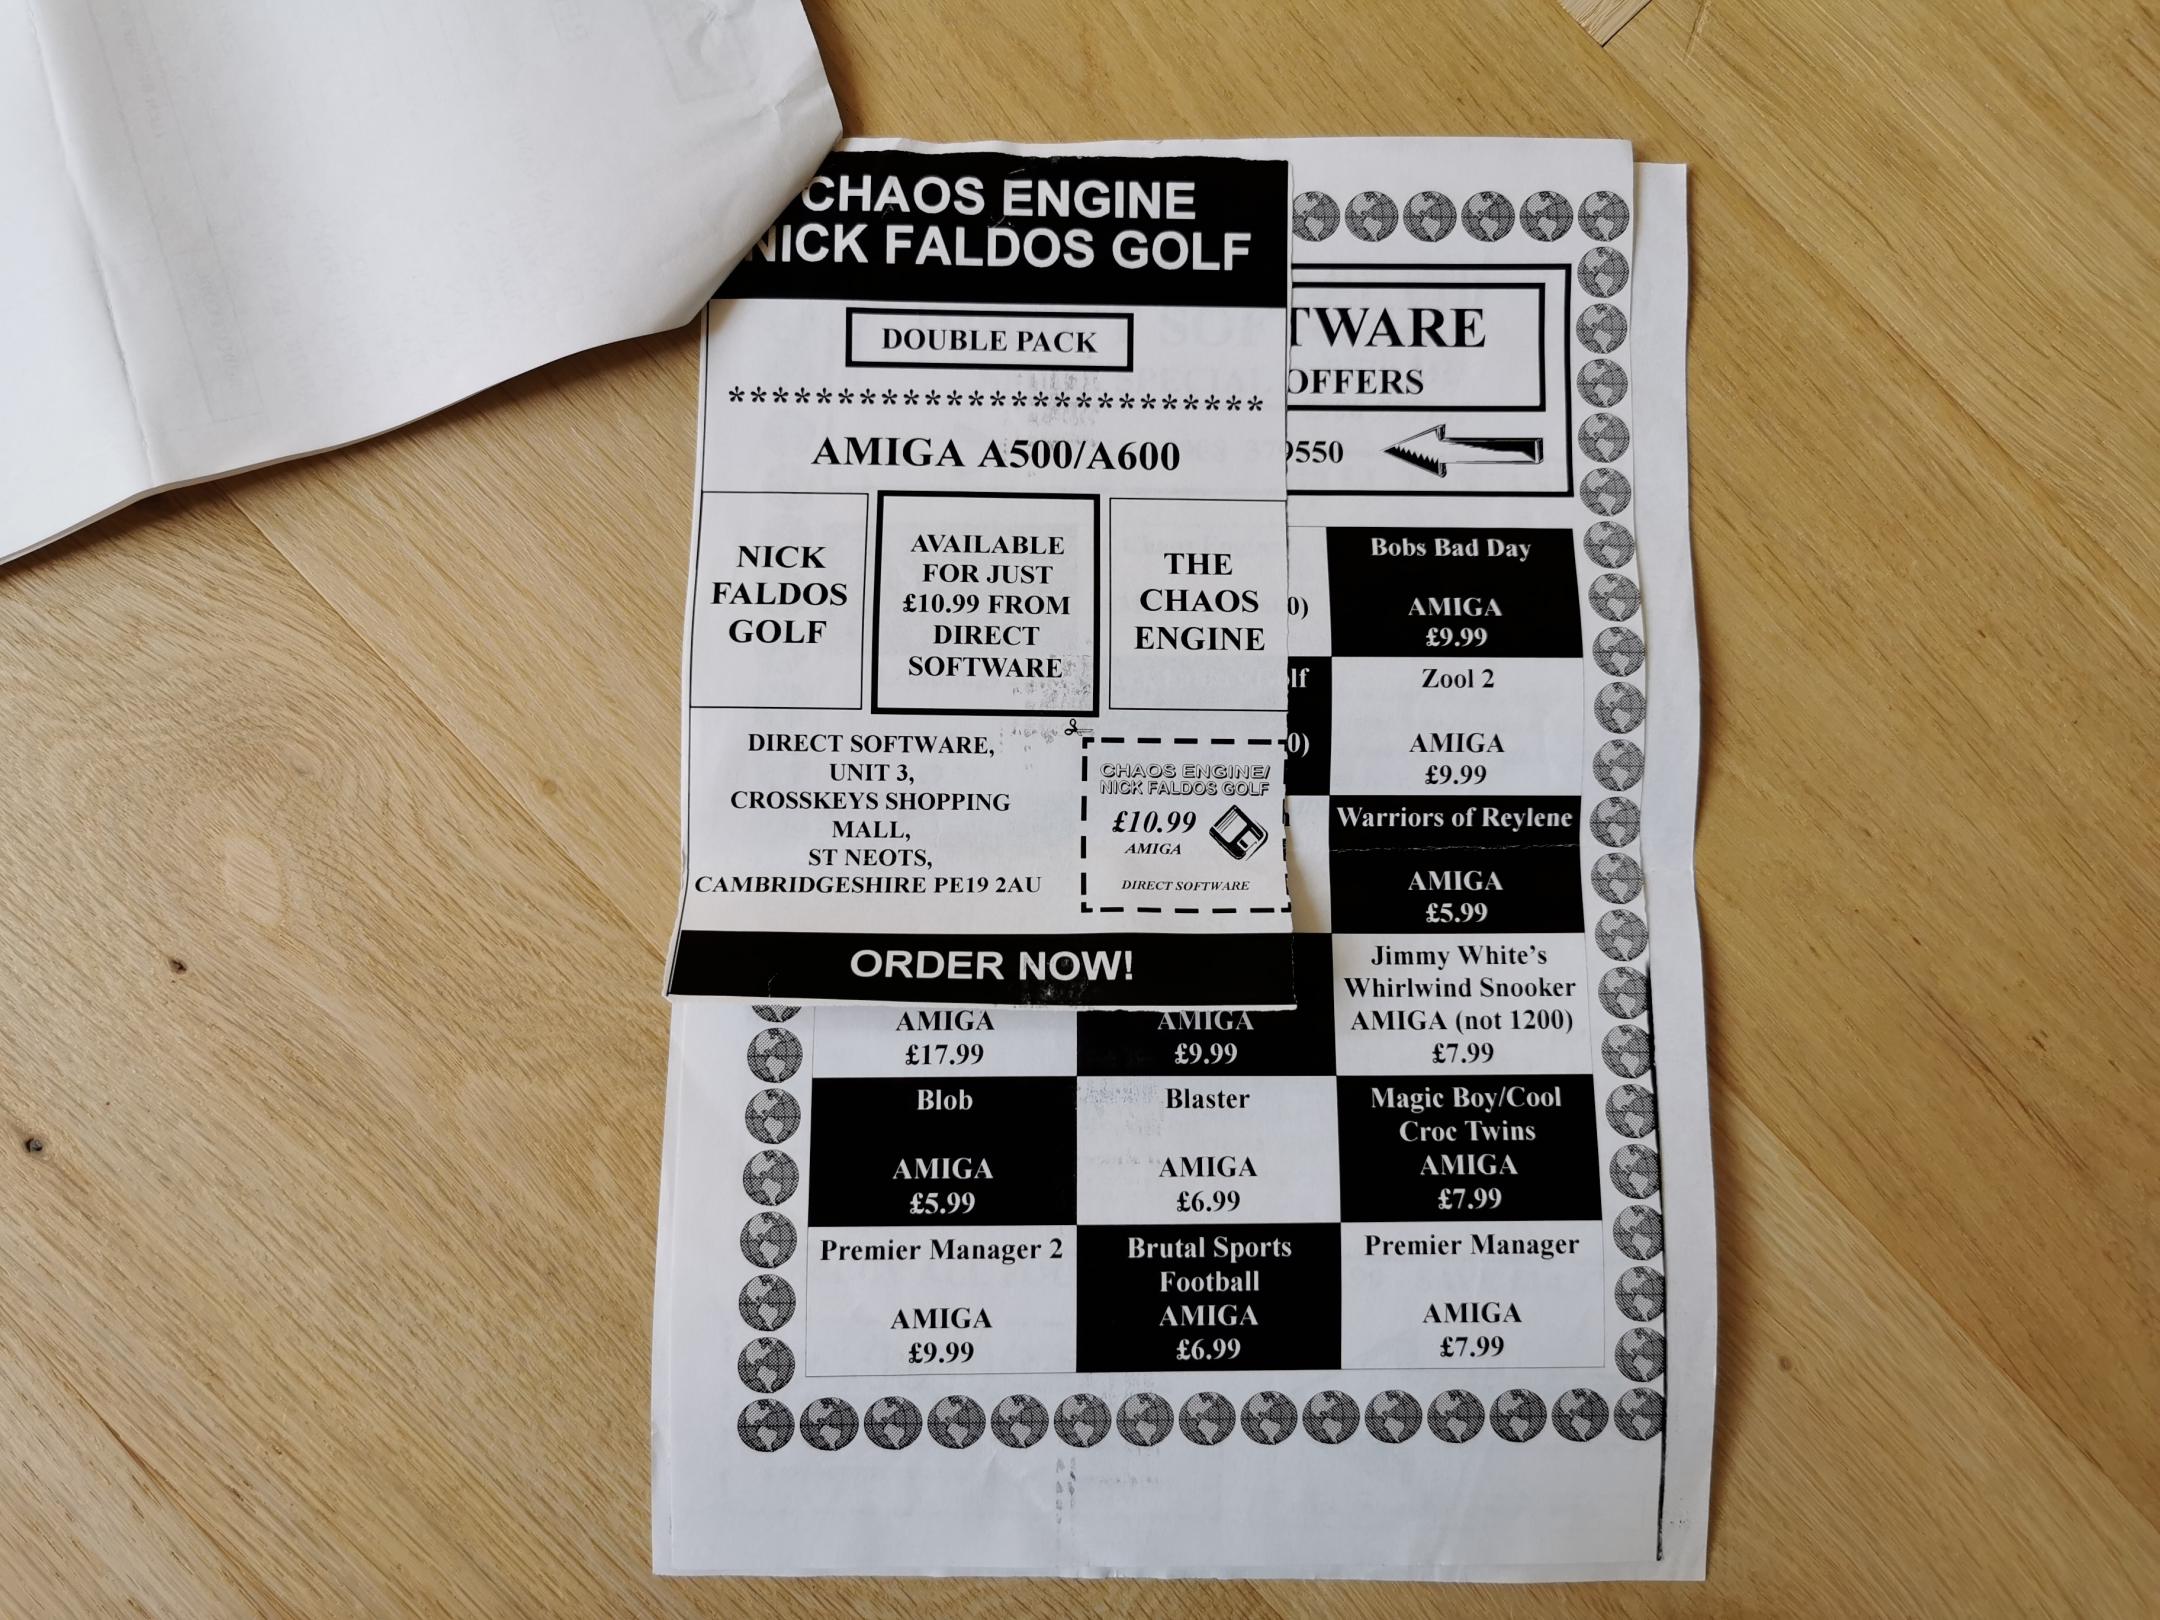 CHAOS ENGINE
NICK FALDOS GOLF
DOUBLE PACK
*************************
AMIGA A500/A600
NICK
FALDOS
GOLF
AVAILABLE
FOR JUST
£10.99 FROM
DIRECT
SOFTWARE
THE
CHAOS
ENGINE
DIRECT SOFTWARE,
UNIT 3,
CROSSKEYS SHOPPING
MALL,
ST NEOTS,
CAMBRIDGESHIRE PE19 2AU
CHAOS ENGINE/
NICK FALDOS GOLF
£10.99
AMIGA
DIRECT SOFTWARE
ORDER NOW!
TWARE
OFFERS
9550
0)
lf
0)
Bobs Bad Day
AMIGA
£9.99
Zool 2
AMIGA
£9.99
Warriors of Reylene
AMIGA
£5.99
AMIGA
£17.99
AMIGA
£9.99
Jimmy White's
Whirlwind Snooker
AMIGA (not 1200)
£7.99
Blob
AMIGA
£5.99
Blaster
AMIGA
£6.99
Magic Boy/Cool
Croc Twins
AMIGA
£7.99
Premier Manager 2
AMIGA
£9.99
Brutal Sports
Football
AMIGA
£6.99
Premier Manager
AMIGA
£7.99